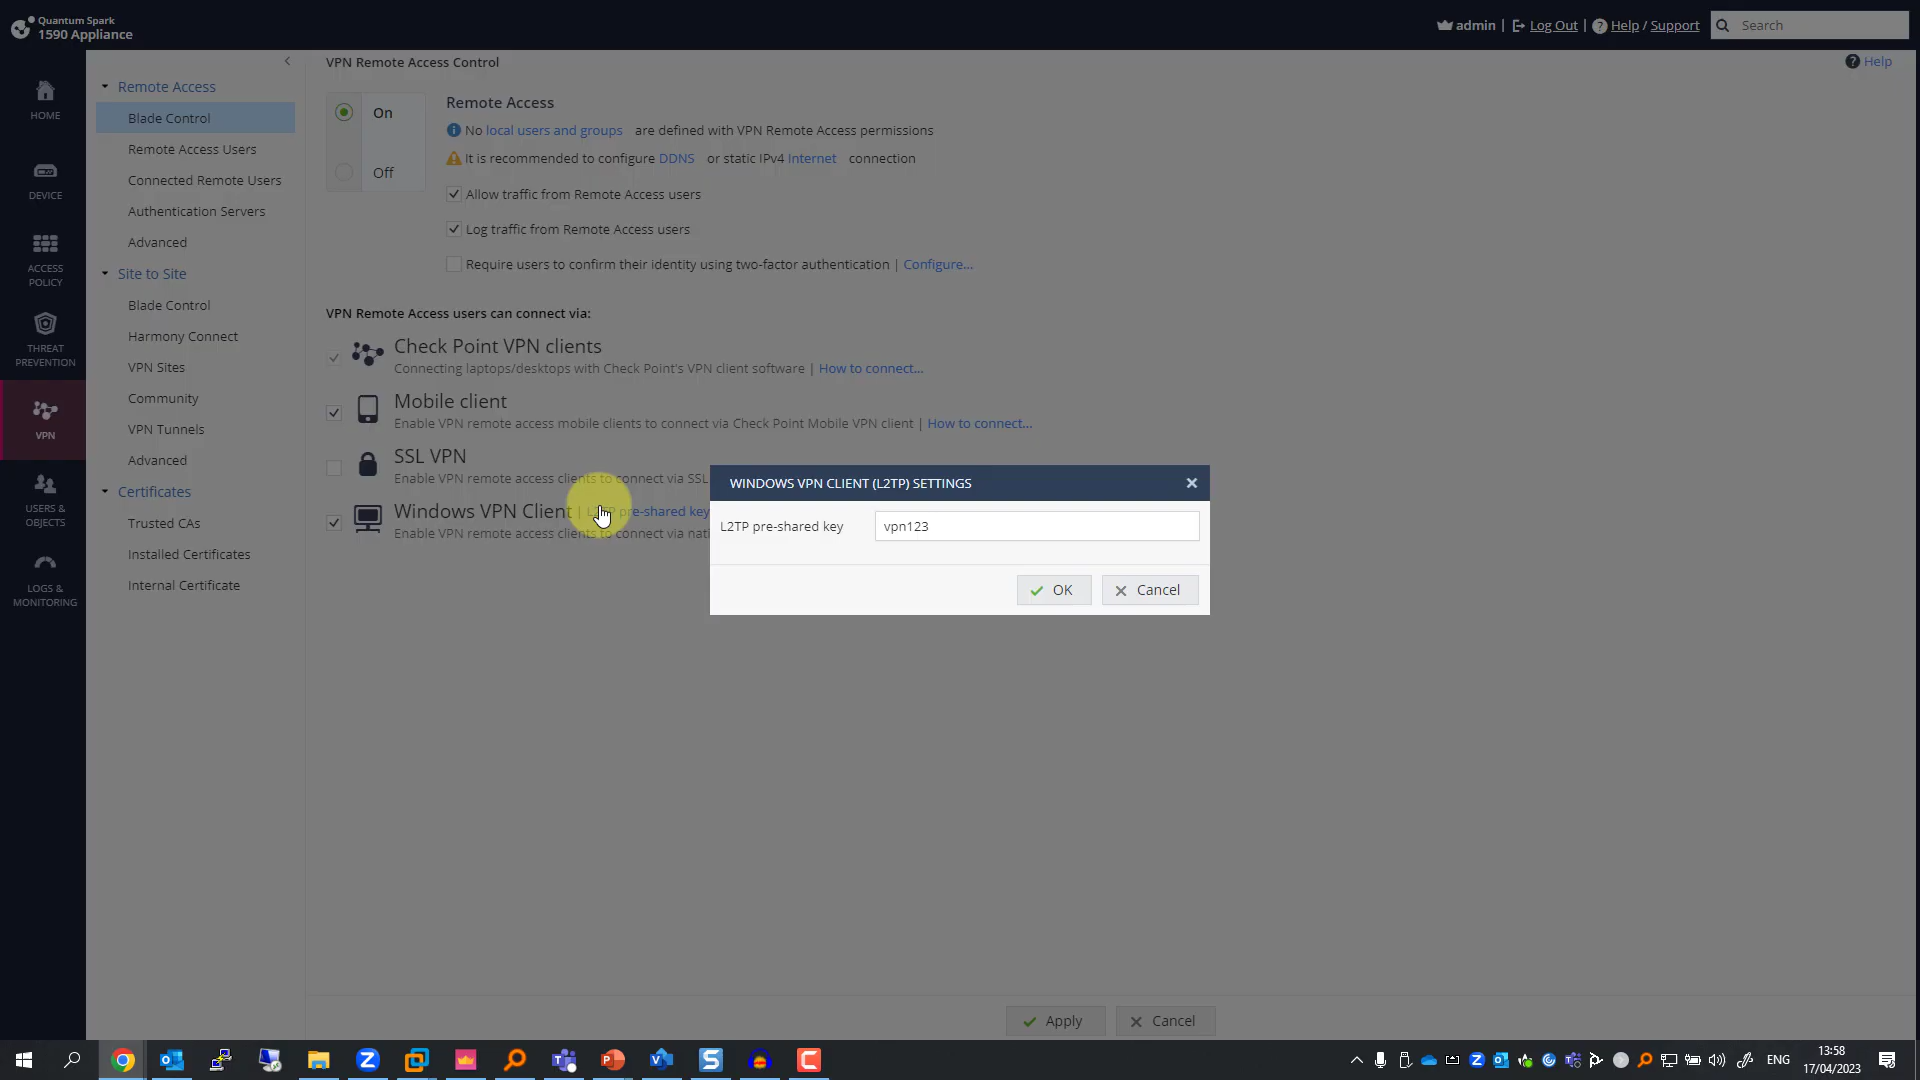 Quantum Spark
1590 Appliance
admin | Log Out | Help / Support
Search
HOME
DEVICE
ACCESS
POLICY
THREAT
PREVENTION
VPN
USERS &
OBJECTS
LOGS &
MONITORING
Remote Access
Blade Control
Remote Access Users
Connected Remote Users
Authentication Servers
Advanced
Site to Site
Blade Control
Harmony Connect
VPN Sites
Community
VPN Tunnels
Advanced
Certificates
Trusted CAs
Installed Certificates
Internal Certificate
VPN Remote Access Control
Help
On
Off
Remote Access
No local users and groups are defined with VPN Remote Access permissions
It is recommended to configure DDNS or static IPv4 Internet connection
Allow traffic from Remote Access users
Log traffic from Remote Access users
Require users to confirm their identity using two-factor authentication | Configure...
VPN Remote Access users can connect via:
Check Point VPN clients
Connecting laptops/desktops with Check Point's VPN client software | How to connect...
Mobile client
Enable VPN remote access mobile clients to connect via Check Point Mobile VPN client | How to connect...
SSL VPN
Enable VPN remote access clients to connect via SSL
Windows VPN Client | L2TP pre-shared key
Enable VPN remote access clients to connect via nati
WINDOWS VPN CLIENT (L2TP) SETTINGS
L2TP pre-shared key
vpn123
OK
Cancel
Apply
Cancel
ENG
13:58
17/04/2023